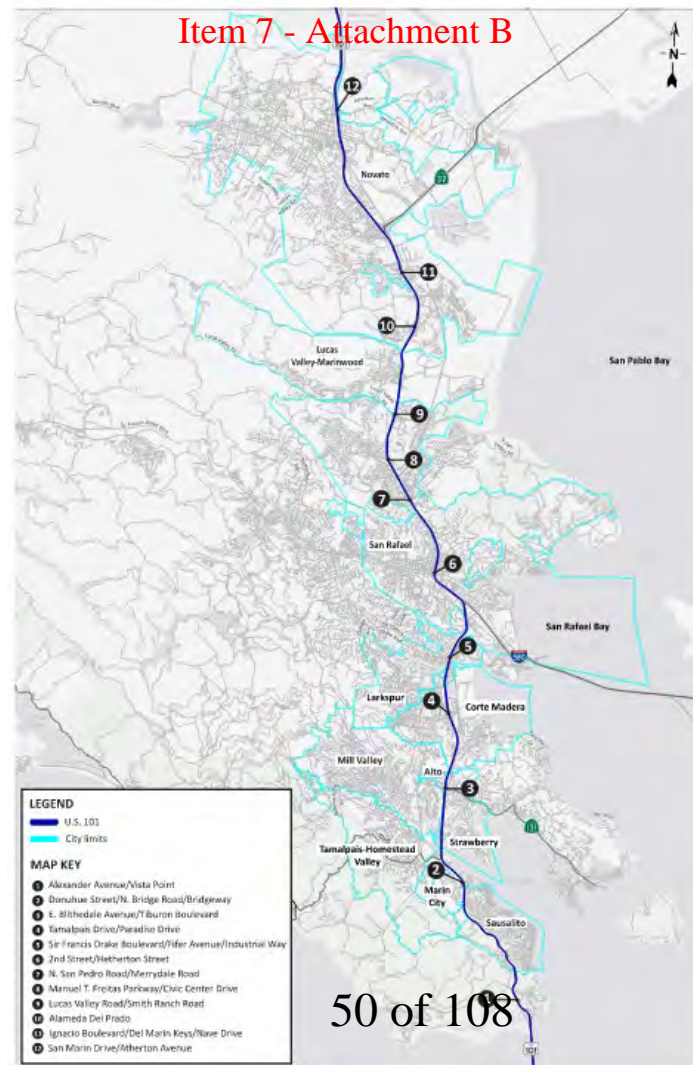 Item 7 - Attachment B
N
12
Novato
37
11
10
Lucas
Valley-Marinwood
San Pablo Bay
9
8
7
San Rafael
6
San Rafael Bay
5
580
Larkspur
4
Corte Madera
Mill Valley
Alto
3
131
Tamalpais-Homestead
Valley
Strawberry
2
Marin
City
Sausalito
1
101
LEGEND
U.S. 101
City limits
MAP KEY
1 Alexander Avenue/Vista Point
2 Donuhue Street/N. Bridge Road/Bridgeway
3 E. Blithedale Avenue/Tiburon Boulevard
4 Tamalpais Drive/Paradise Drive
5 Sir Francis Drake Boulevard/Fifer Avenue/Industrial Way
6 2nd Street/Hetherton Street
7 N. San Pedro Road/Merrydale Road
8 Manuel T. Freitas Parkway/Civic Center Drive
9 Lucas Valley Road/Smith Ranch Road
10 Alameda Del Prado
11 Ignacio Boulevard/Del Marin Keys/Nave Drive
12 San Marin Drive/Atherton Avenue
50 of 108